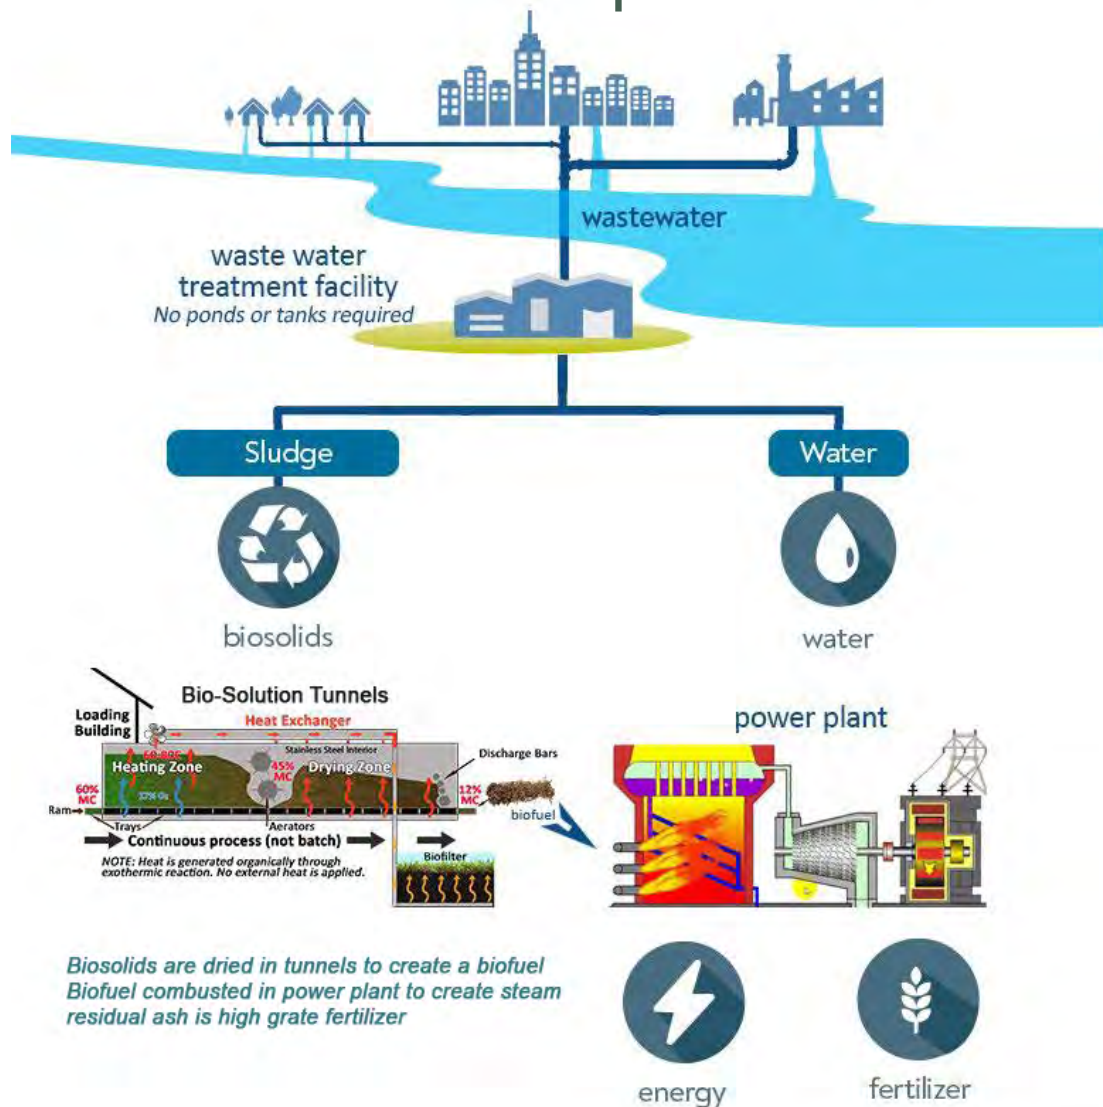 wastewater
waste water
treatment facility
No ponds or tanks required
Sludge
Water
biosolids
water
Bio-Solution Tunnels
Loading
Building
Heat Exchanger
Stainless Steel Interior
Heating Zone
45%
MC
Drying Zone
Discharge Bars
60%
MC
12%
MC
Ram
Trays
Aerators
biofuel
Continuous process (not batch)
NOTE: Heat is generated organically through
exothermic reaction. No external heat is applied.
Biofilter
power plant
Biosolids are dried in tunnels to create a biofuel
Biofuel combusted in power plant to create steam
residual ash is high grate fertilizer
energy
fertilizer